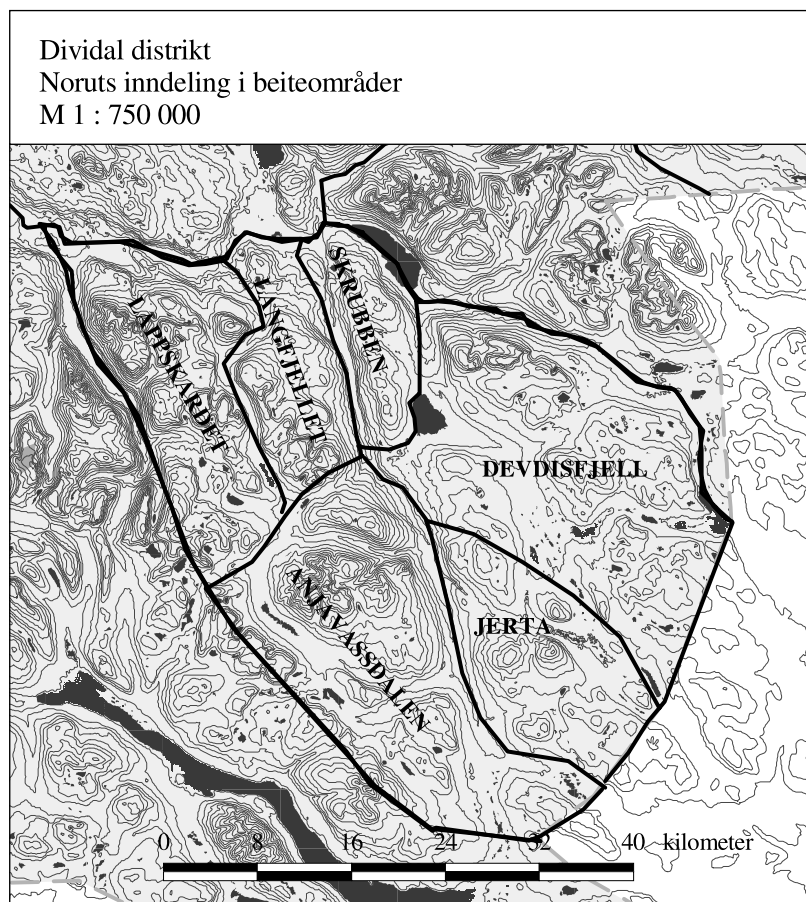 Dividal distrikt
Noruts inndeling i beiteområder
M 1 : 750 000
SKRUBBEN
LANGFJELLET
LAPPSKARDET
DEVDISFJELL
ANJAVASSDALEN
JERTA
0 8 16 24 32 40 kilometer